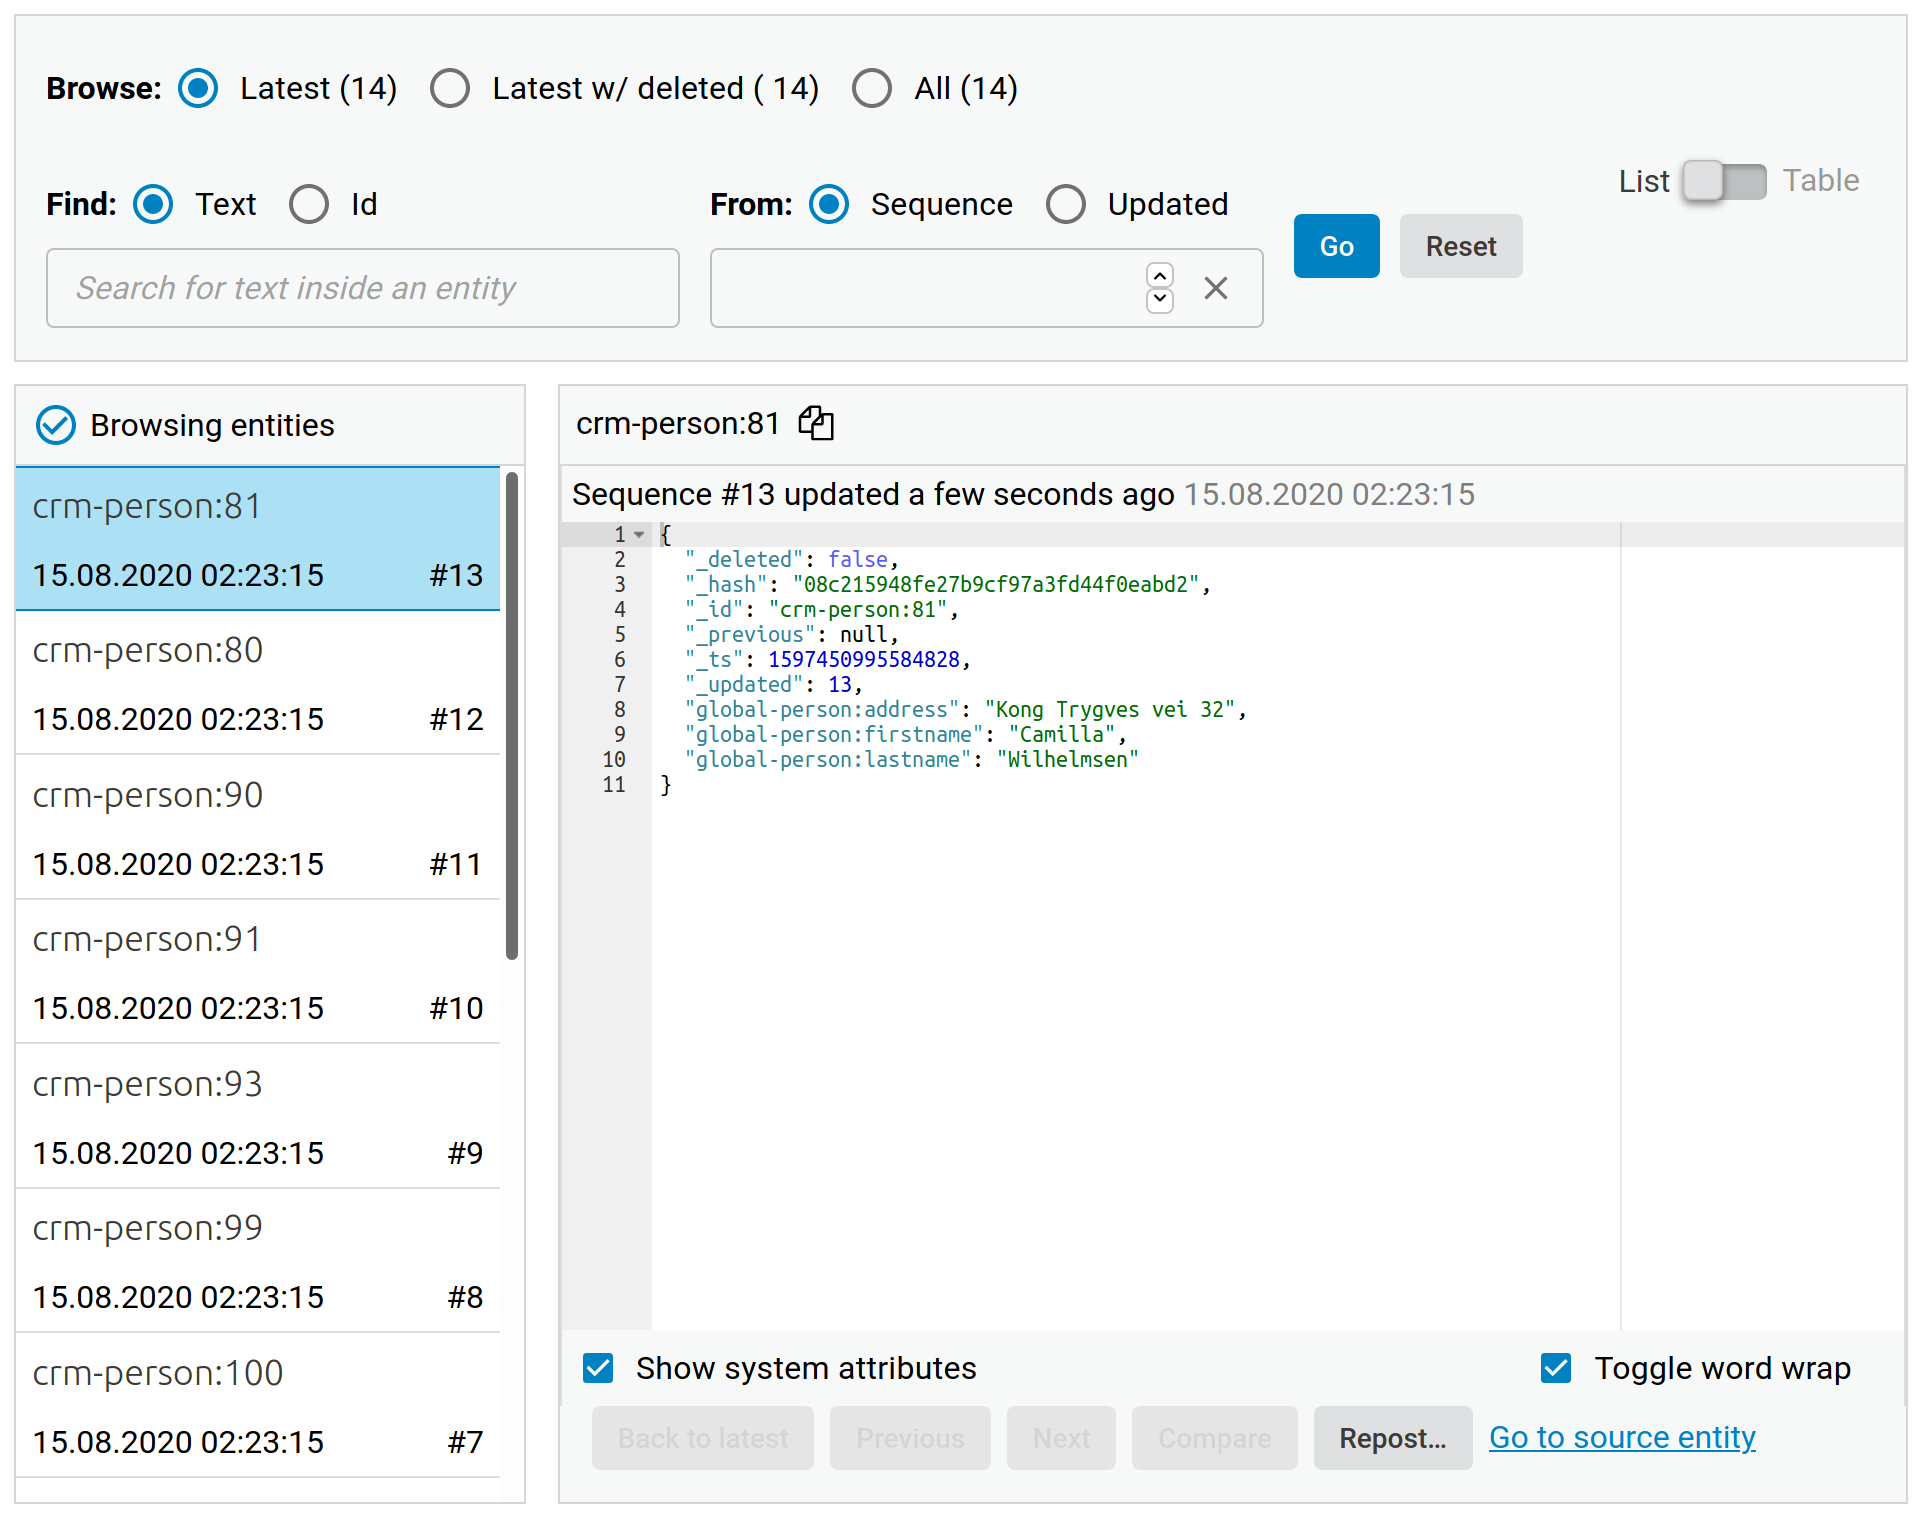 Browse: Latest (14) Latest w/ deleted ( 14) All (14)
List Table
Find: Text Id From: Sequence Updated
Go Reset
Search for text inside an entity
Browsing entities
crm-person:81
15.08.2020 02:23:15 #13
crm-person:80
15.08.2020 02:23:15 #12
crm-person:90
15.08.2020 02:23:15 #11
crm-person:91
15.08.2020 02:23:15 #10
crm-person:93
15.08.2020 02:23:15 #9
crm-person:99
15.08.2020 02:23:15 #8
crm-person:100
15.08.2020 02:23:15 #7
crm-person:81
Sequence #13 updated a few seconds ago 15.08.2020 02:23:15
1 {
2 "_deleted": false,
3 "_hash": "08c215948fe27b9cf97a3fd44f0eabd2",
4 "_id": "crm-person:81",
5 "_previous": null,
6 "_ts": 1597450995584828,
7 "_updated": 13,
8 "global-person:address": "Kong Trygves vei 32",
9 "global-person:firstname": "Camilla",
10 "global-person:lastname": "Wilhelmsen"
11 }
Show system attributes Toggle word wrap
Back to latest Previous Next Compare Repost... Go to source entity